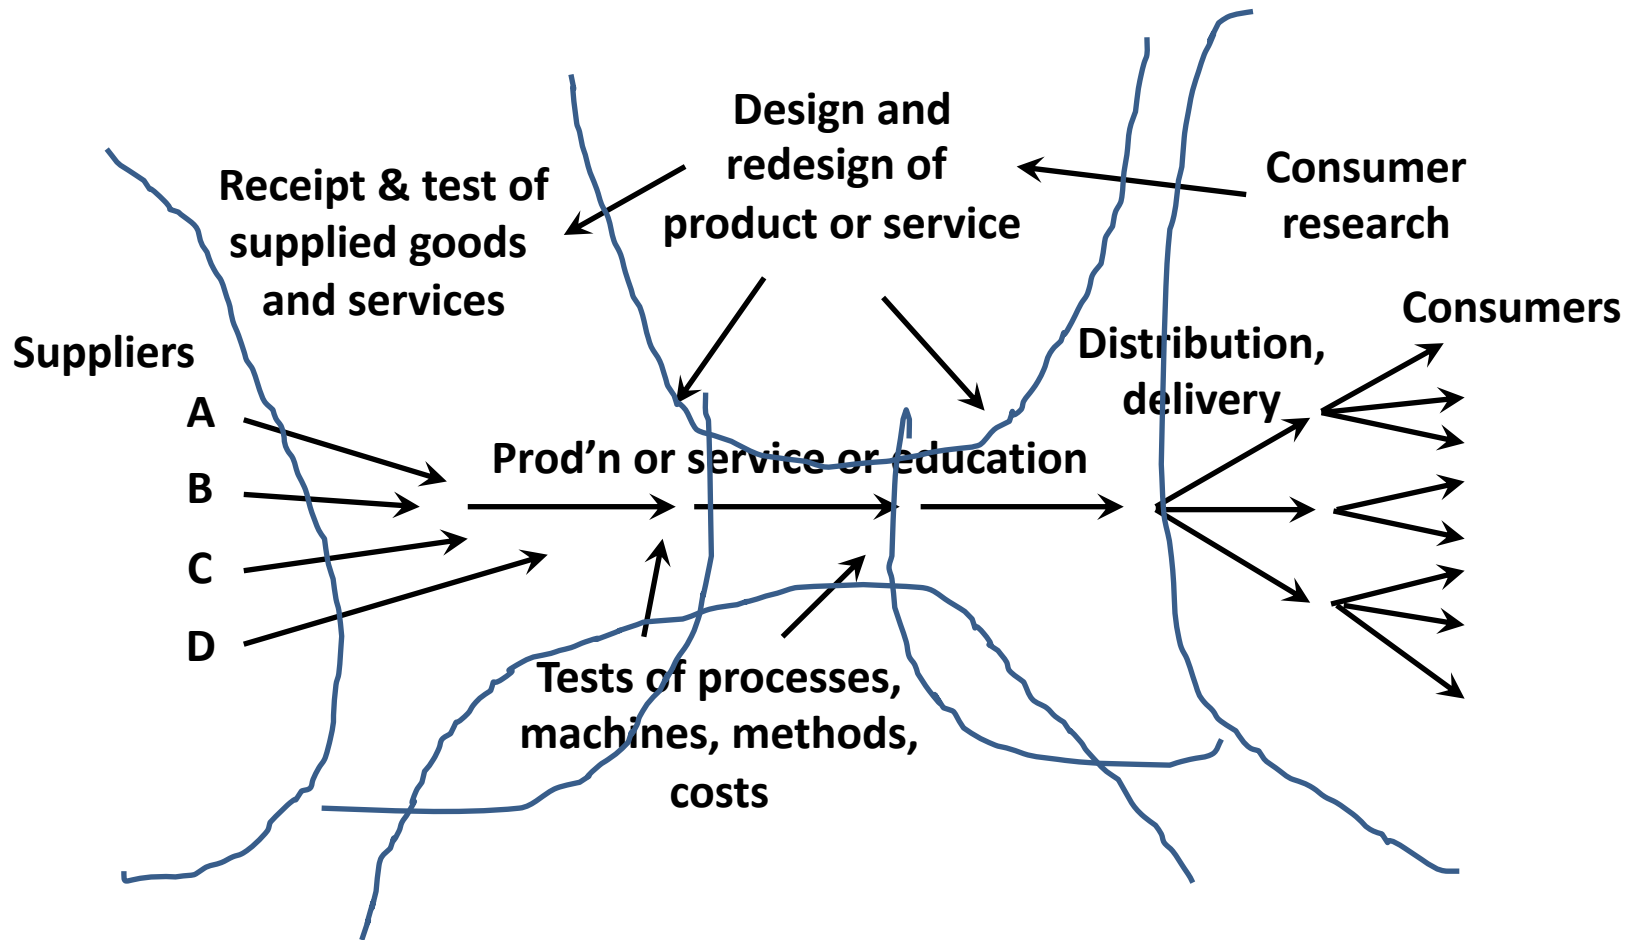 Design and
redesign of
product or service
Receipt & test of
supplied goods
and services
Consumer
research
Suppliers
A
B
C
D
Consumers
Distribution,
delivery
Prod’n or service or education
Tests of processes,
machines, methods,
costs